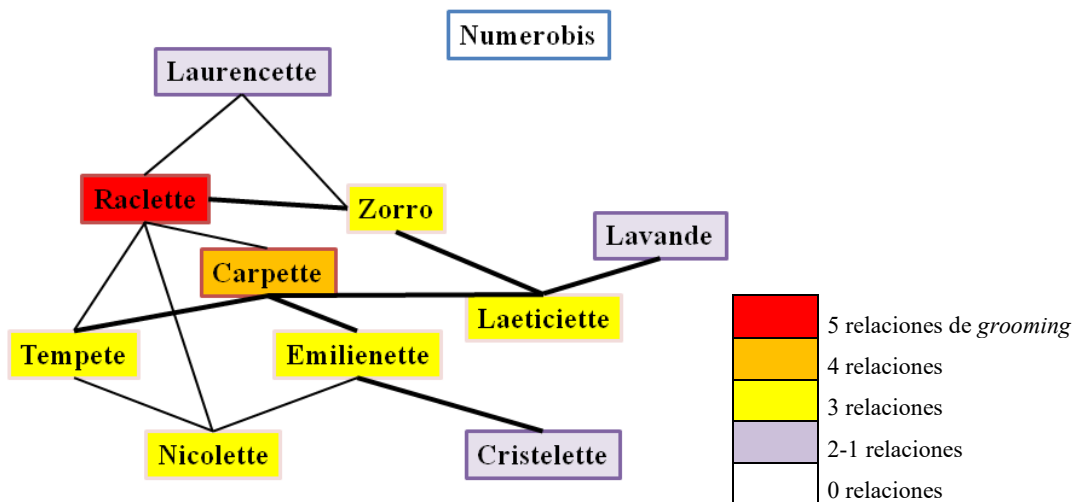 Numerobis
Laurencette
Raclette
Zorro
Lavande
Carpette
Laeticiette
Tempete
Emilienette
Nicolette
Cristelette
5 relaciones de grooming
4 relaciones
3 relaciones
2-1 relaciones
0 relaciones